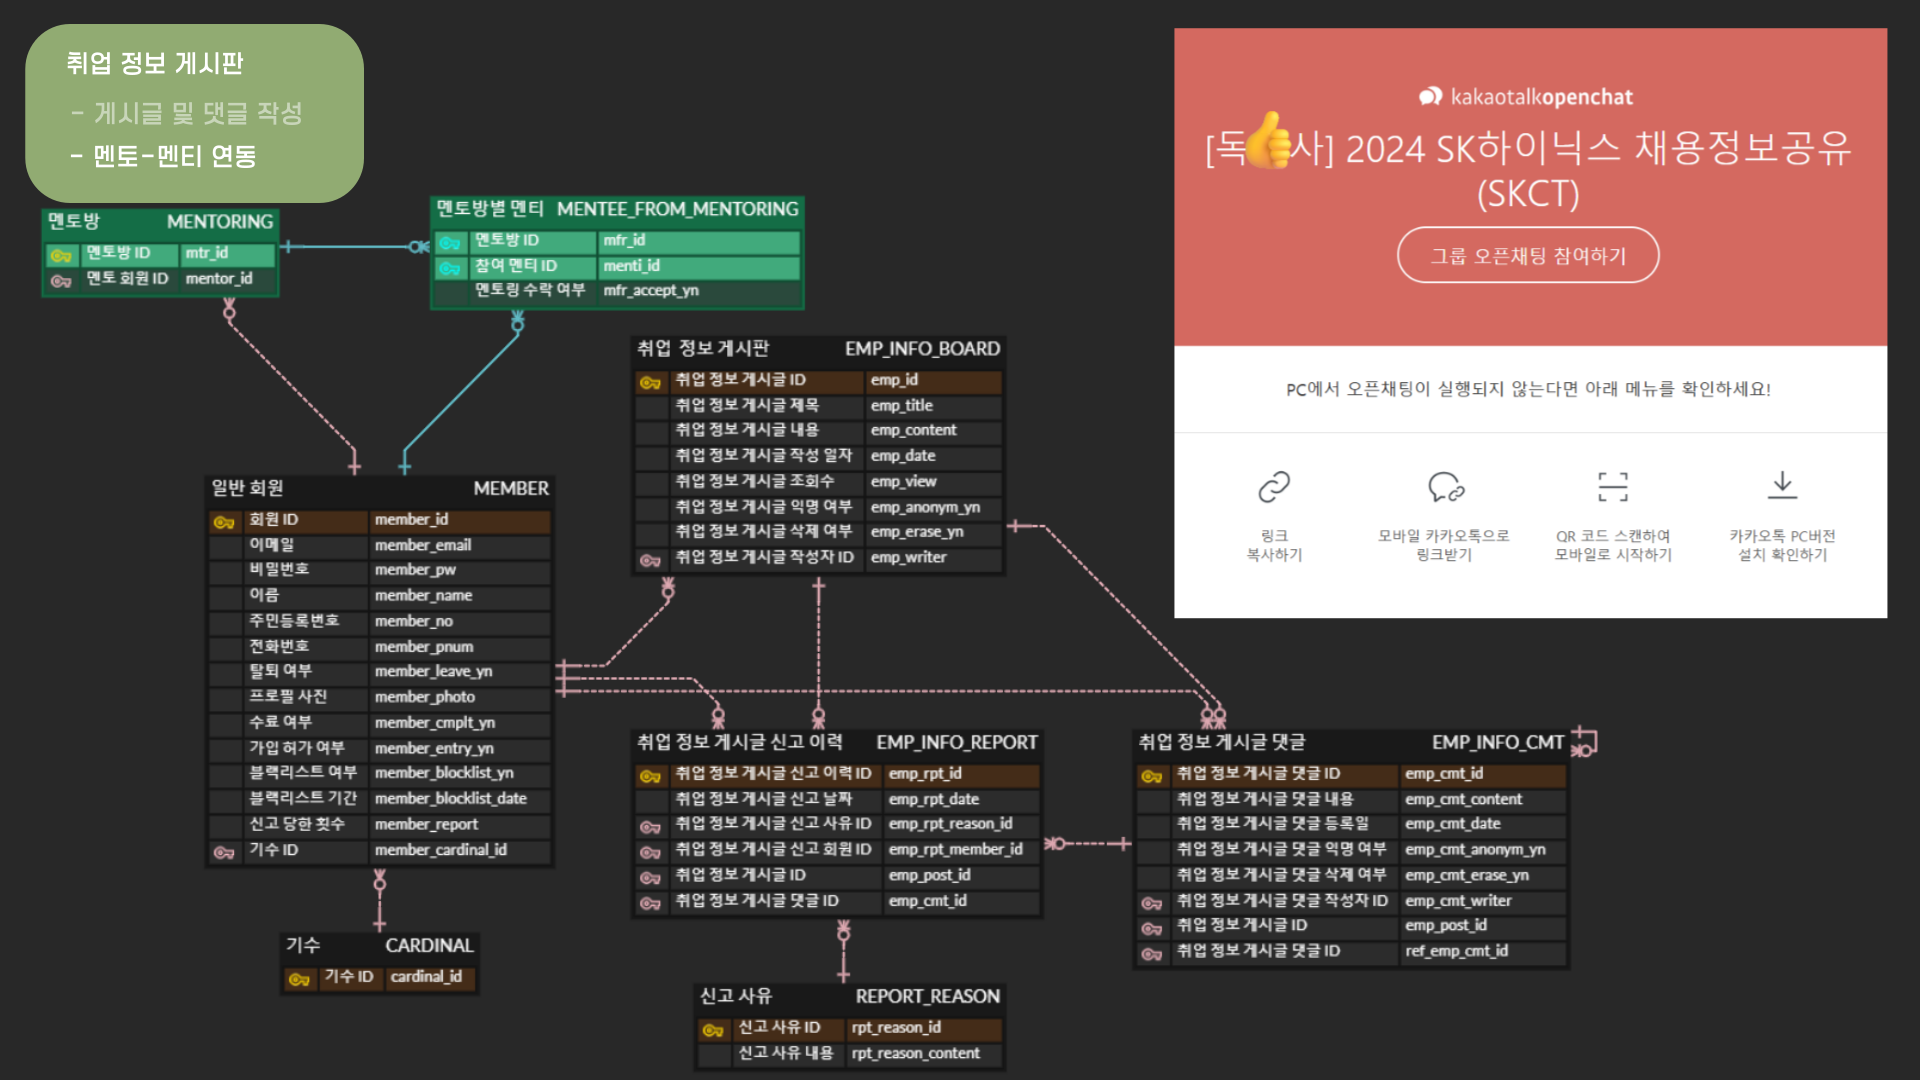 취업 정보 게시판
- 게시글 및 댓글 작성
- 멘토-멘티 연동
멘토방 MENTORING
멘토방 ID mtr_id
멘토 회원 ID mentor_id
멘토방별 멘티 MENTEE_FROM_MENTORING
멘토방 ID mfr_id
참여 멘티 ID menti_id
멘토링 수락 여부 mfr_accept_yn
kakaotalkopenchat
[독 사] 2024 SK하이닉스 채용정보공유
(SKCT)
그룹 오픈채팅 참여하기
PC에서 오픈채팅이 실행되지 않는다면 아래 메뉴를 확인하세요!
링크
복사하기
모바일 카카오톡으로
링크받기
QR 코드 스캔하여
모바일로 시작하기
카카오톡 PC버전
설치 확인하기
취업 정보 게시판 EMP_INFO_BOARD
취업 정보 게시글 ID emp_id
취업 정보 게시글 제목 emp_title
취업 정보 게시글 내용 emp_content
취업 정보 게시글 작성 일자 emp_date
취업 정보 게시글 조회수 emp_view
취업 정보 게시글 익명 여부 emp_anonym_yn
취업 정보 게시글 삭제 여부 emp_erase_yn
취업 정보 게시글 작성자 ID emp_writer
일반 회원 MEMBER
회원 ID member_id
이메일 member_email
비밀번호 member_pw
이름 member_name
주민등록번호 member_no
전화번호 member_pnum
탈퇴 여부 member_leave_yn
프로필 사진 member_photo
수료 여부 member_cmplt_yn
가입 허가 여부 member_entry_yn
블랙리스트 여부 member_blocklist_yn
블랙리스트 기간 member_blocklist_date
신고 당한 횟수 member_report
기수 ID member_cardinal_id
취업 정보 게시글 신고 이력 EMP_INFO_REPORT
취업 정보 게시글 신고 이력 ID emp_rpt_id
취업 정보 게시글 신고 날짜 emp_rpt_date
취업 정보 게시글 신고 사유 ID emp_rpt_reason_id
취업 정보 게시글 신고 회원 ID emp_rpt_member_id
취업 정보 게시글 ID emp_post_id
취업 정보 게시글 댓글 ID emp_cmt_id
취업 정보 게시글 댓글 EMP_INFO_CMT
취업 정보 게시글 댓글 ID emp_cmt_id
취업 정보 게시글 댓글 내용 emp_cmt_content
취업 정보 게시글 댓글 등록일 emp_cmt_date
취업 정보 게시글 댓글 익명 여부 emp_cmt_anonym_yn
취업 정보 게시글 댓글 삭제 여부 emp_cmt_erase_yn
취업 정보 게시글 댓글 작성자 ID emp_cmt_writer
취업 정보 게시글 ID emp_post_id
취업 정보 게시글 댓글 ID ref_emp_cmt_id
기수 CARDINAL
기수 ID cardinal_id
신고 사유 REPORT_REASON
신고 사유 ID rpt_reason_id
신고 사유 내용 rpt_reason_content